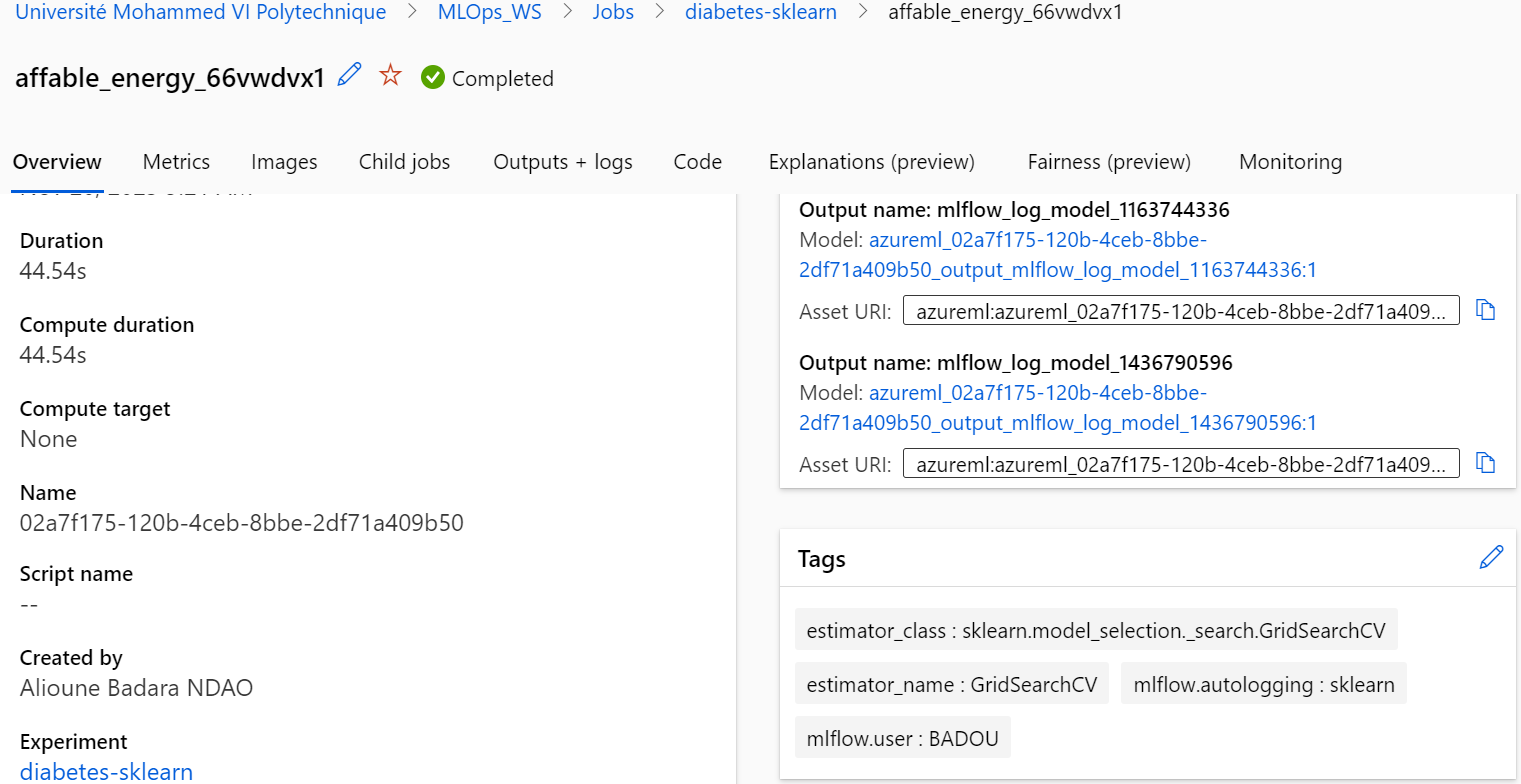 Université Mohammed VI Polytechnique > MLOps_WS > Jobs > diabetes-sklearn > affable_energy_66vwdvx1
affable_energy_66vwdvx1 Completed
Overview Metrics Images Child jobs Outputs + logs Code Explanations (preview) Fairness (preview) Monitoring
Duration
44.54s
Compute duration
44.54s
Compute target
None
Name
02a7f175-120b-4ceb-8bbe-2df71a409b50
Script name
--
Created by
Alioune Badara NDAO
Experiment
diabetes-sklearn
Output name: mlflow_log_model_1163744336
Model: azureml_02a7f175-120b-4ceb-8bbe-
2df71a409b50_output_mlflow_log_model_1163744336:1
Asset URI: azureml:azureml_02a7f175-120b-4ceb-8bbe-2df71a409...
Output name: mlflow_log_model_1436790596
Model: azureml_02a7f175-120b-4ceb-8bbe-
2df71a409b50_output_mlflow_log_model_1436790596:1
Asset URI: azureml:azureml_02a7f175-120b-4ceb-8bbe-2df71a409...
Tags
estimator_class : sklearn.model_selection._search.GridSearchCV
estimator_name : GridSearchCV mlflow.autologging : sklearn
mlflow.user : BADOU